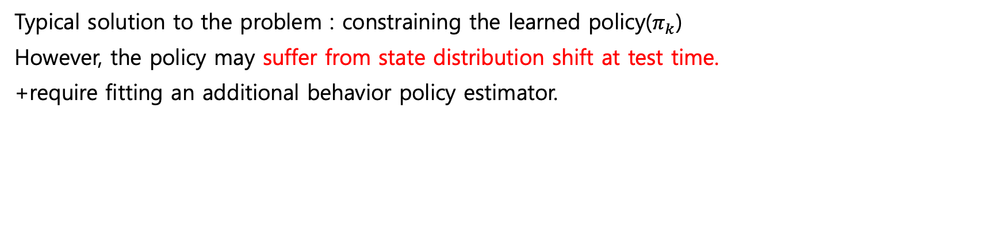 Typical solution to the problem : constraining the learned policy(π_k)
However, the policy may suffer from state distribution shift at test time.
+require fitting an additional behavior policy estimator.